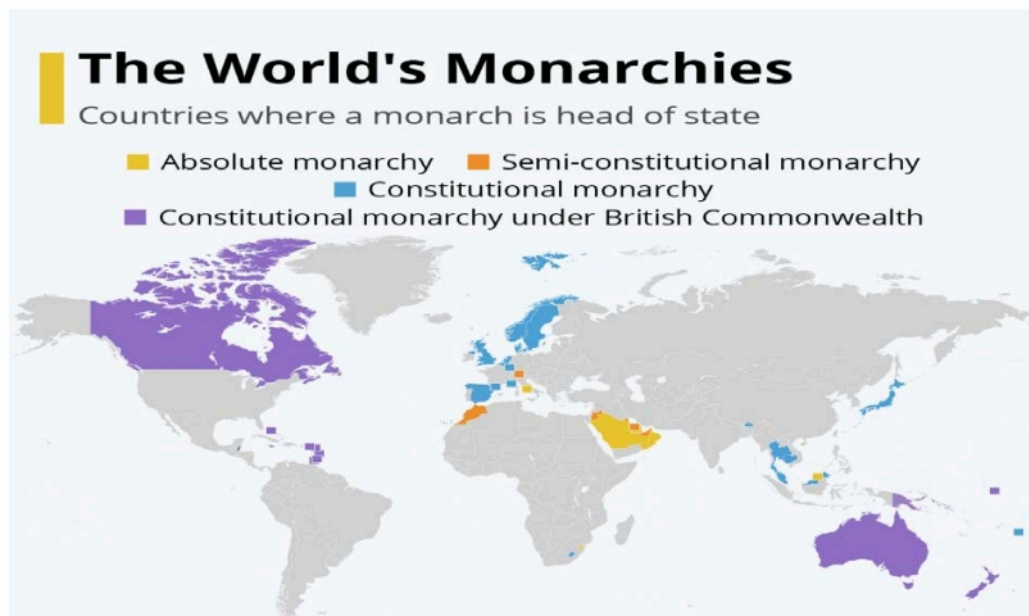 The World's Monarchies
Countries where a monarch is head of state
Absolute monarchy Semi-constitutional monarchy
Constitutional monarchy
Constitutional monarchy under British Commonwealth